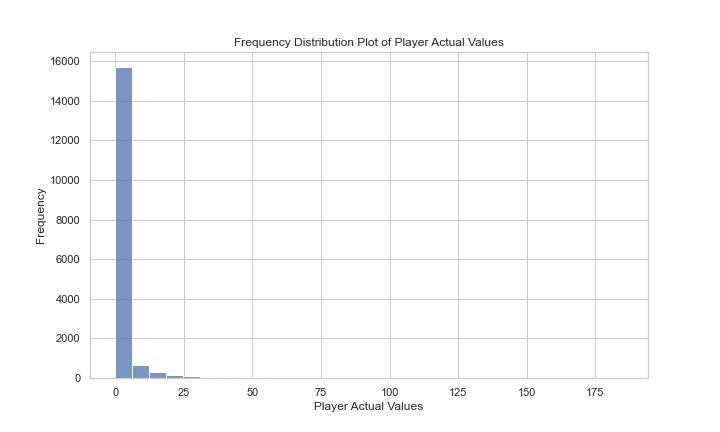 Frequency Distribution Plot of Player Actual Values
16000
14000
12000
10000
8000
6000
4000
2000
0
Frequency
0 25 50 75 100 125 150 175
Player Actual Values